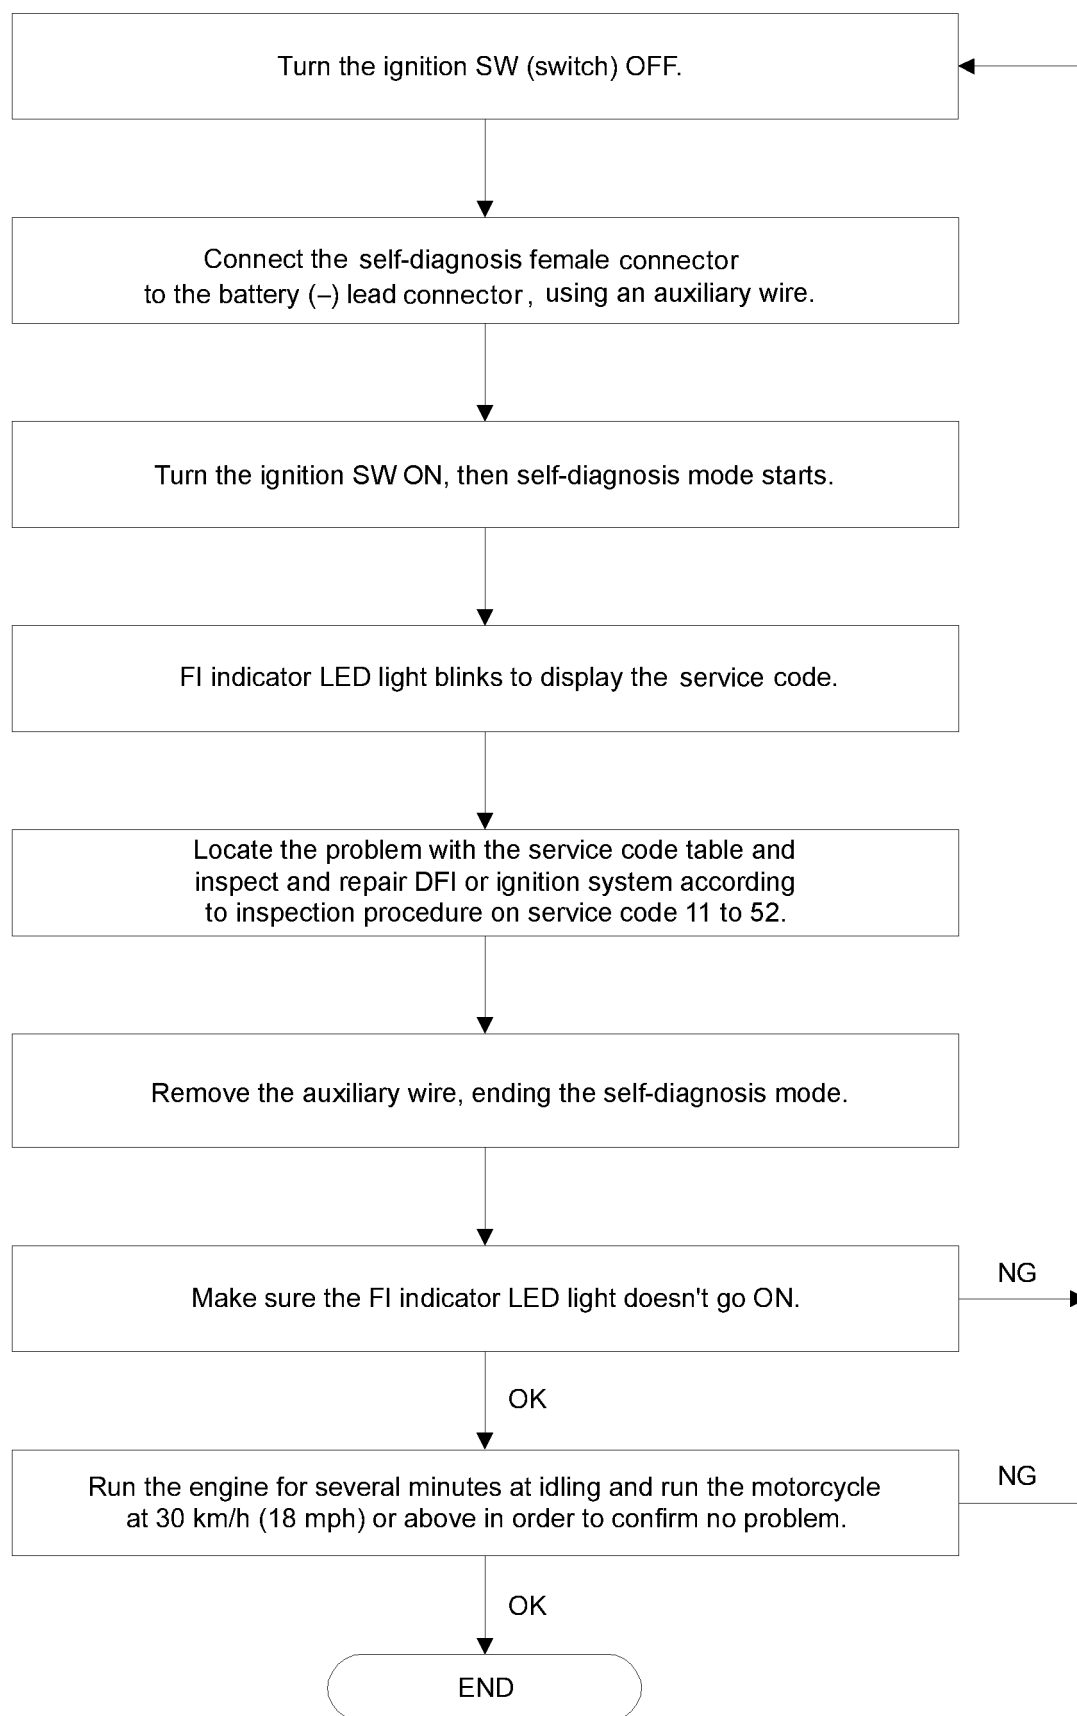 Turn the ignition SW (switch) OFF.
Connect the self-diagnosis female connector
to the battery (–) lead connector, using an auxiliary wire.
Turn the ignition SW ON, then self-diagnosis mode starts.
FI indicator LED light blinks to display the service code.
Locate the problem with the service code table and
inspect and repair DFI or ignition system according
to inspection procedure on service code 11 to 52.
Remove the auxiliary wire, ending the self-diagnosis mode.
Make sure the FI indicator LED light doesn't go ON.
NG
OK
Run the engine for several minutes at idling and run the motorcycle
at 30 km/h (18 mph) or above in order to confirm no problem.
NG
OK
END